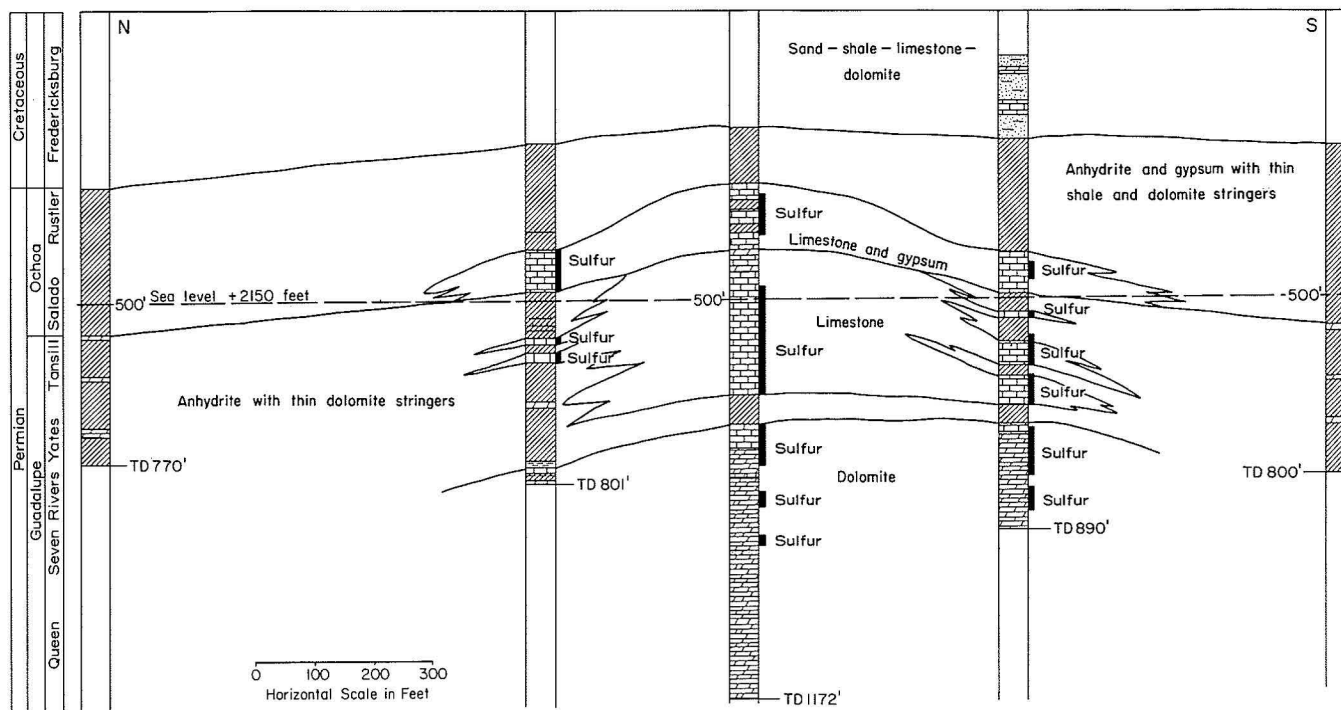 N
S
Cretaceous
Fredericksburg
Permian
Ochoa
Rustler
Salado
Guadalupe
Tansill
Yates
Seven Rivers
Queen
Sand – shale – limestone –
dolomite
Anhydrite and gypsum with thin
shale and dolomite stringers
Sulfur
Limestone and gypsum
Sulfur
Sulfur
500'
Sea level +2150 feet
500'
500'
Sulfur
Limestone
Sulfur
Sulfur
Sulfur
Sulfur
Sulfur
Anhydrite with thin dolomite stringers
Sulfur
Sulfur
TD 770'
TD 801'
Dolomite
TD 800'
Sulfur
Sulfur
Sulfur
TD 890'
0 100 200 300
Horizontal Scale in Feet
TD 1172'